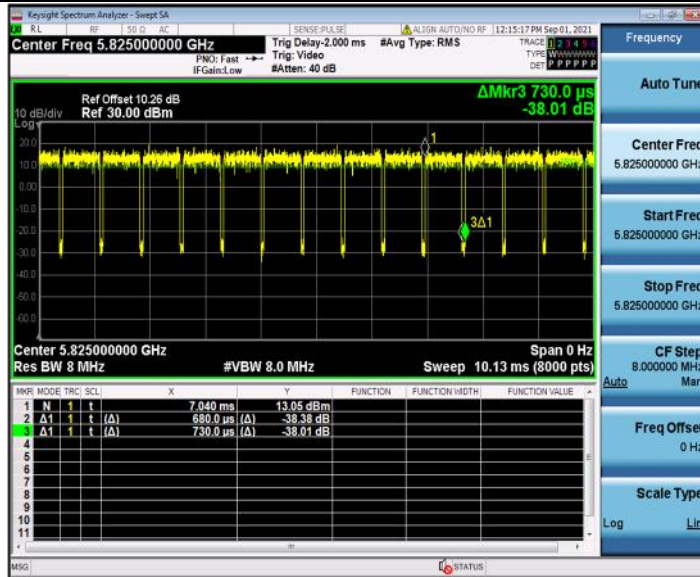 Keysight Spectrum Analyzer - Swept SA
RL RF 50 Ω AC SENSE:PULSE ALIGN AUTO/NO RF 12:15:17 PM Sep 01, 2021
Center Freq 5.825000000 GHz
PNO: Fast
IFGain:Low
Trig Delay-2.000 ms
Trig: Video
#Atten: 40 dB
#Avg Type: RMS
TRACE 1 2 3 4 5 6
TYPE
DET P P P P P P
10 dB/div
Log
Ref Offset 10.26 dB
Ref 30.00 dBm
ΔMkr3 730.0 µs
-38.01 dB
20.0
10.0
0.00
-10.0
-20.0
-30.0
-40.0
-50.0
-60.0
1
3Δ1
Center 5.825000000 GHz Span 0 Hz
Res BW 8 MHz #VBW 8.0 MHz Sweep 10.13 ms (8000 pts)
MKR MODE TRC SCL X Y FUNCTION FUNCTION WIDTH FUNCTION VALUE
1 N 1 t 7.040 ms 13.05 dBm
2 Δ1 1 t (Δ) 680.0 µs (Δ) -38.38 dB
3 Δ1 1 t (Δ) 730.0 µs (Δ) -38.01 dB
4
5
6
7
8
9
10
11
MSG STATUS
Frequency
Auto Tune
Center Freq
5.825000000 GHz
Start Freq
5.825000000 GHz
Stop Freq
5.825000000 GHz
CF Step
8.000000 MHz
Auto Man
Freq Offset
0 Hz
Scale Type
Log Lin